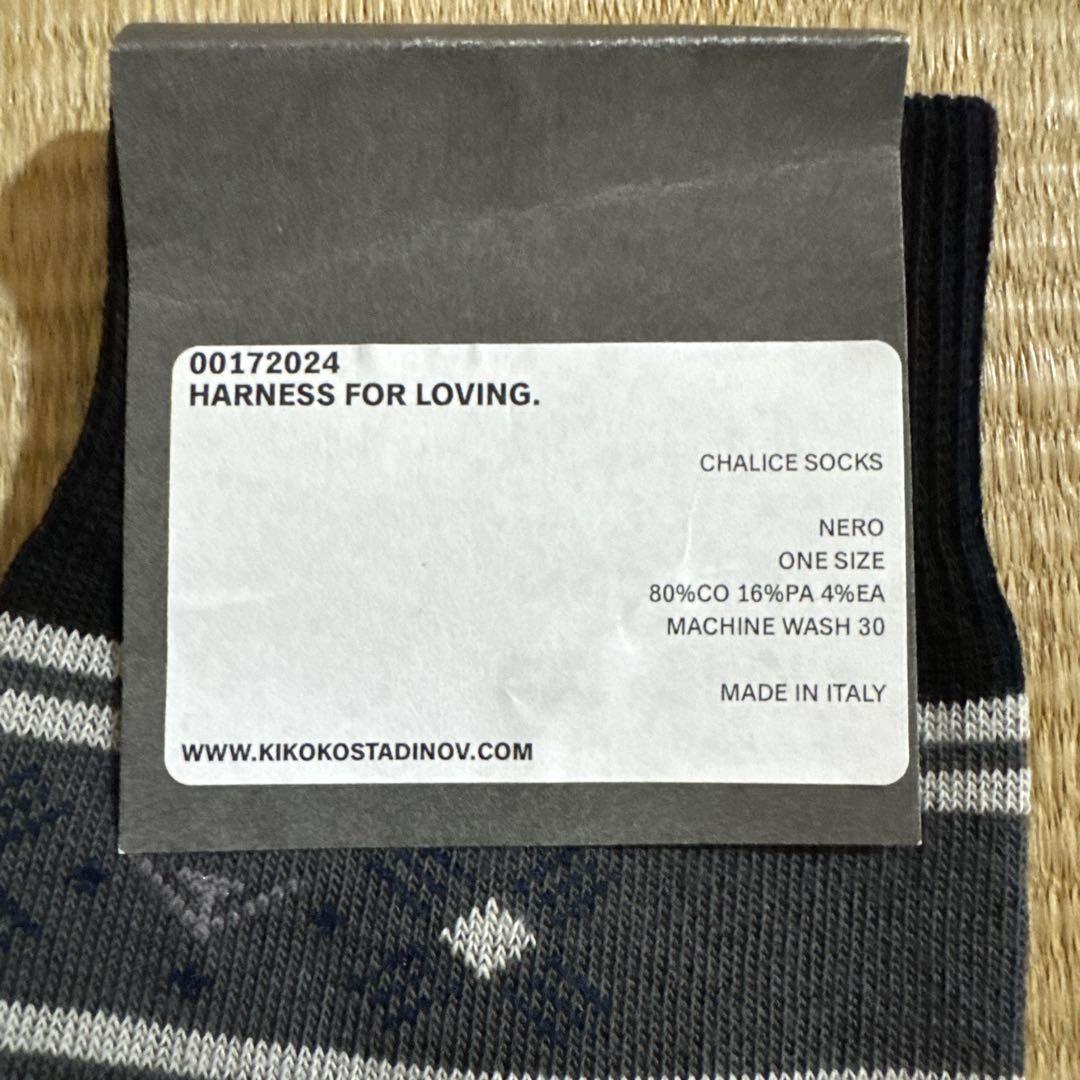 00172024
HARNESS FOR LOVING.
CHALICE SOCKS
NERO
ONE SIZE
80%CO 16%PA 4%EA
MACHINE WASH 30
MADE IN ITALY
WWW.KIKOKOSTADINOV.COM